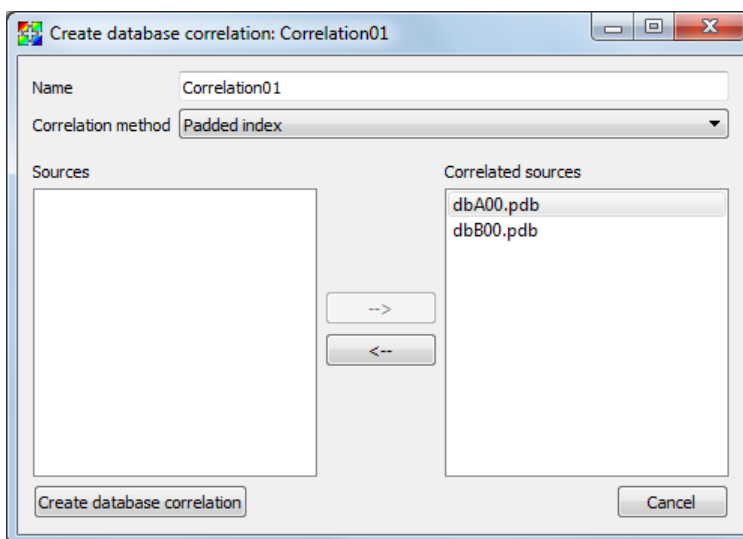 Create database correlation: Correlation01
Name Correlation01
Correlation method Padded index
Sources
Correlated sources
dbA00.pdb
dbB00.pdb
-->
<--
Create database correlation
Cancel